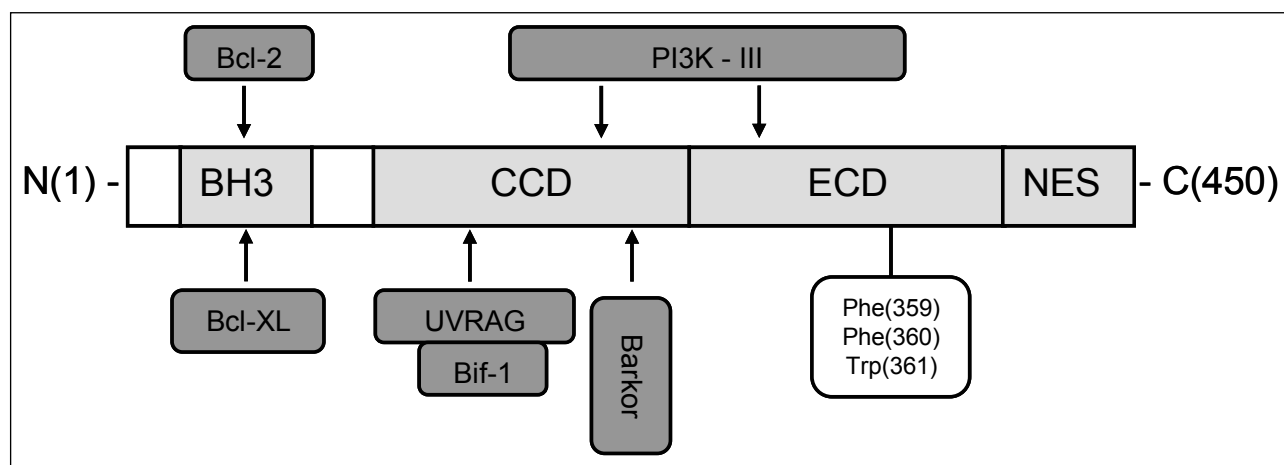 Bcl-2
PI3K - III
N(1) -
BH3
CCD
ECD
NES
- C(450)
Bcl-XL
UVRAG
Bif-1
Barkor
Phe(359)
Phe(360)
Trp(361)